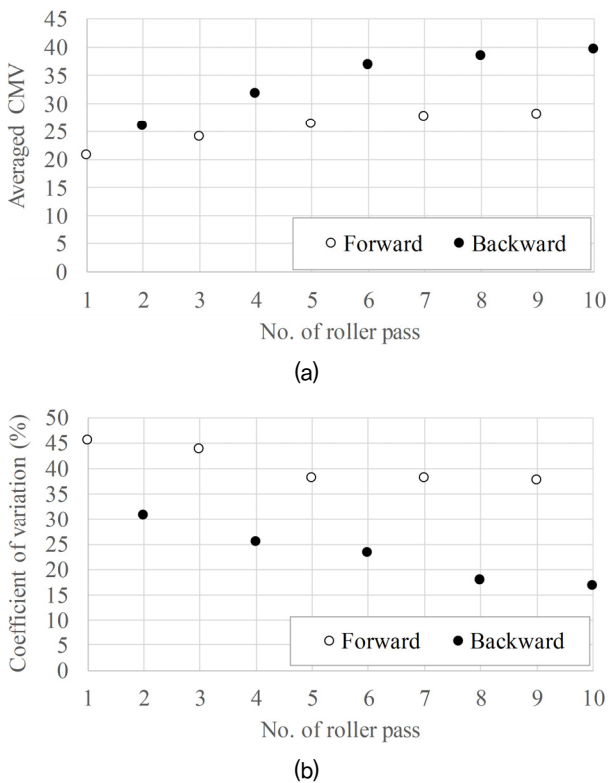 Averaged CMV
45
40
35
30
25
20
15
10
5
0
Forward Backward
1 2 3 4 5 6 7 8 9 10
No. of roller pass
(a)
Coefficient of variation (%)
50
45
40
35
30
25
20
15
10
5
0
Forward Backward
1 2 3 4 5 6 7 8 9 10
No. of roller pass
(b)